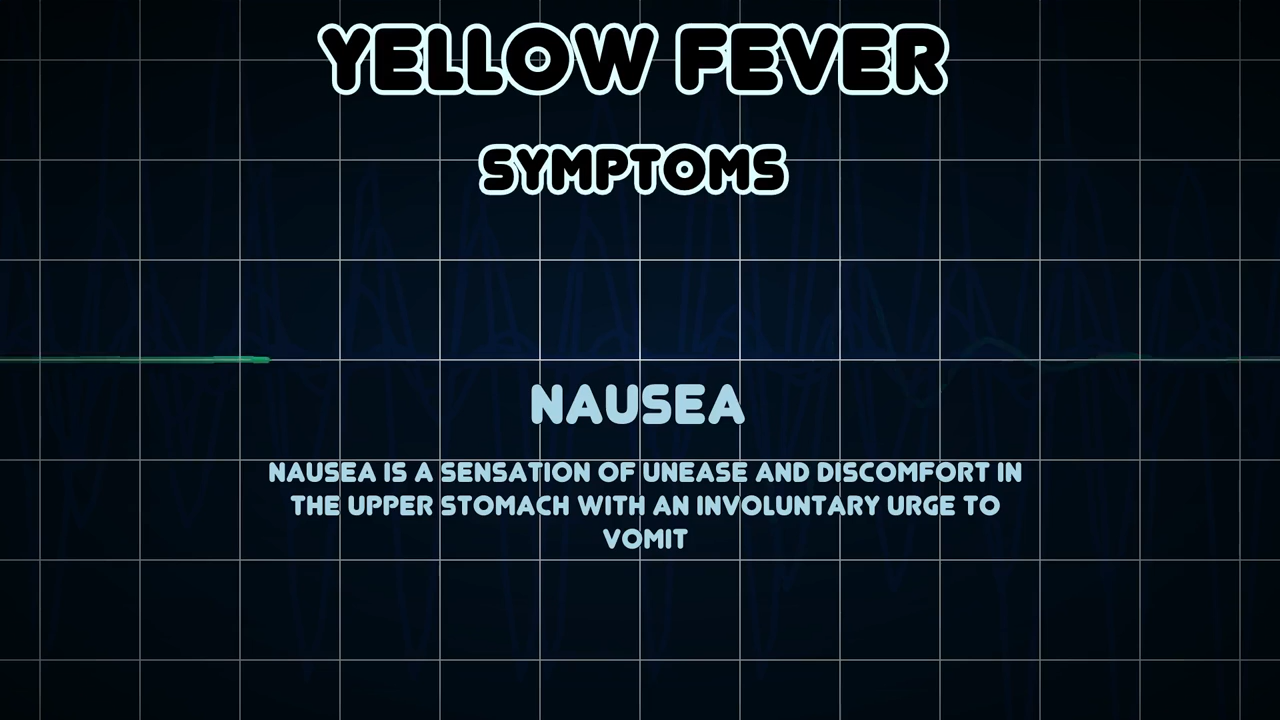 YELLOW FEVER
SYMPTOMS
NAUSEA
NAUSEA IS A SENSATION OF UNEASE AND DISCOMFORT IN
THE UPPER STOMACH WITH AN INVOLUNTARY URGE TO
VOMIT